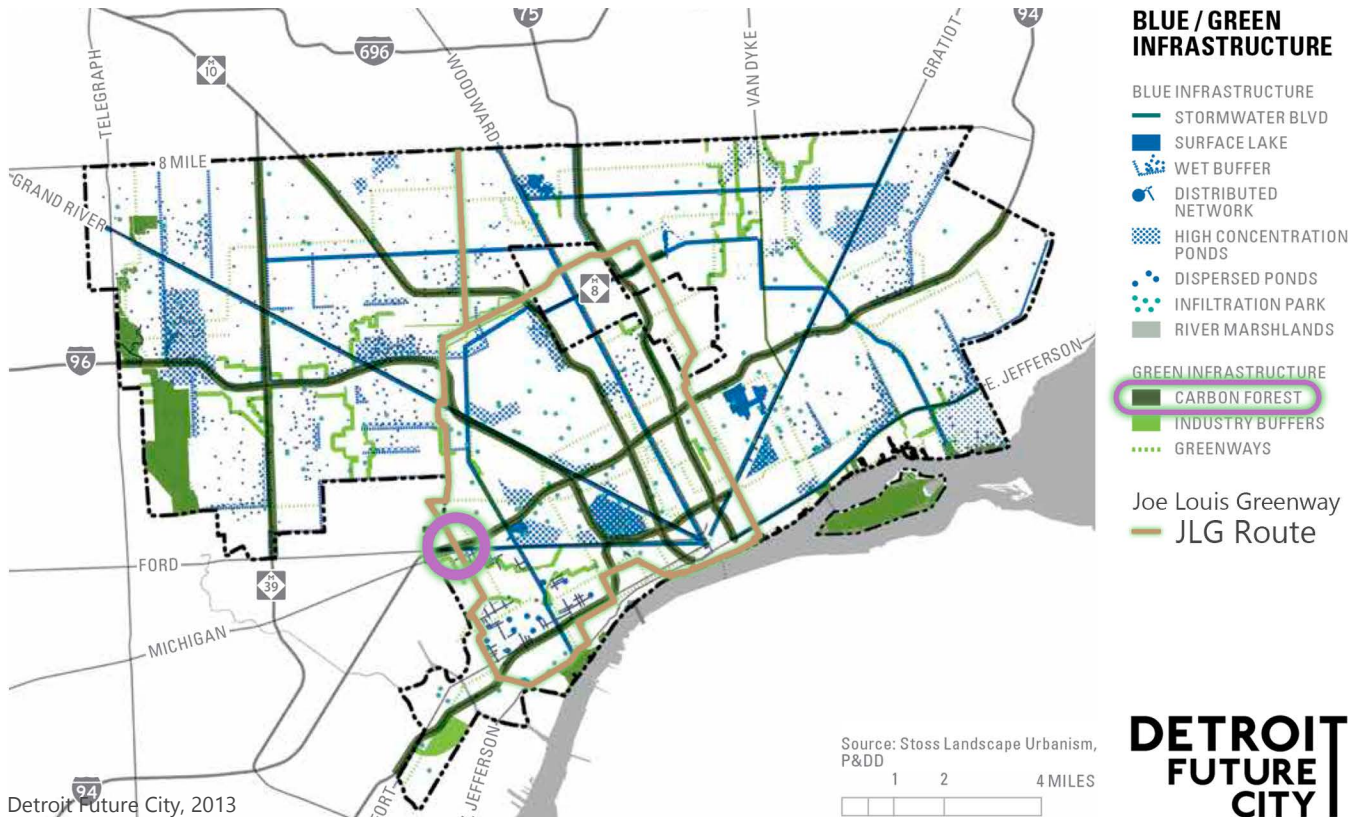 75
94
696
M
10
TELEGRAPH
WOODWARD
VAN DYKE
GRATIOT
8 MILE
GRAND RIVER
M
8
96
E. JEFFERSON
FORD
M
39
MICHIGAN
94
FORT
JEFFERSON
Source: Stoss Landscape Urbanism,
P&DD
1 2 4 MILES
Detroit Future City, 2013
BLUE / GREEN
INFRASTRUCTURE
BLUE INFRASTRUCTURE
STORMWATER BLVD
SURFACE LAKE
WET BUFFER
DISTRIBUTED
NETWORK
HIGH CONCENTRATION
PONDS
DISPERSED PONDS
INFILTRATION PARK
RIVER MARSHLANDS
GREEN INFRASTRUCTURE
CARBON FOREST
INDUSTRY BUFFERS
GREENWAYS
Joe Louis Greenway
JLG Route
DETROIT
FUTURE
CITY